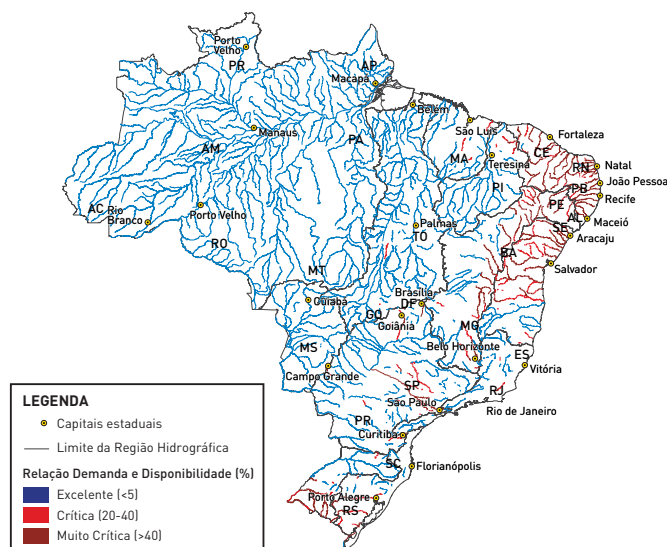 Porto
Velho
PR
AP
Macapá
Belém
Manaus
São Luis
Fortaleza
PA
AM
MA
Teresina
CE
RN
Natal
PI
PB
João Pessoa
PE
Recife
AC
Rio
Branco
Porto Velho
AL
Maceió
Palmas
TO
SE
Aracaju
RO
BA
Salvador
MT
Cuiabá
Brasília
DF
GO
Goiânia
MS
MG
Belo Horizonte
ES
Vitória
Campo Grande
SP
RJ
São Paulo
Rio de Janeiro
PR
Curitiba
SC
Florianópolis
Porto Alegre
RS
LEGENDA
Capitais estaduais
Limite da Região Hidrográfica
Relação Demanda e Disponibilidade (%)
Excelente (<5)
Crítica (20-40)
Muito Crítica (>40)